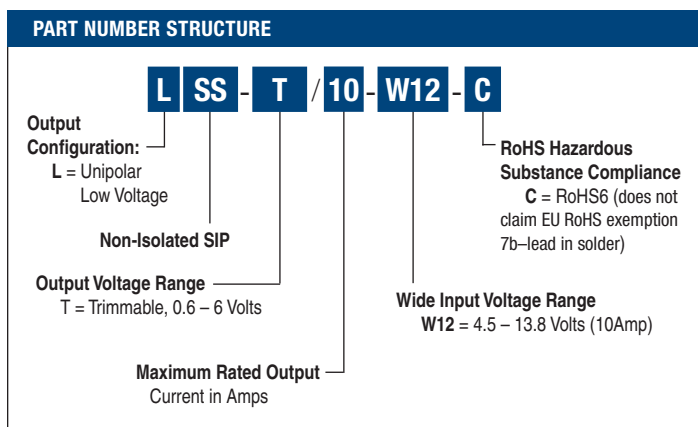 PART NUMBER STRUCTURE
L SS - T / 10 - W12 - C
Output
Configuration:
L = Unipolar
Low Voltage
Non-Isolated SIP
Output Voltage Range
T = Trimmable, 0.6 – 6 Volts
Maximum Rated Output
Current in Amps
Wide Input Voltage Range
W12 = 4.5 – 13.8 Volts (10Amp)
RoHS Hazardous
Substance Compliance
C = RoHS6 (does not
claim EU RoHS exemption
7b–lead in solder)